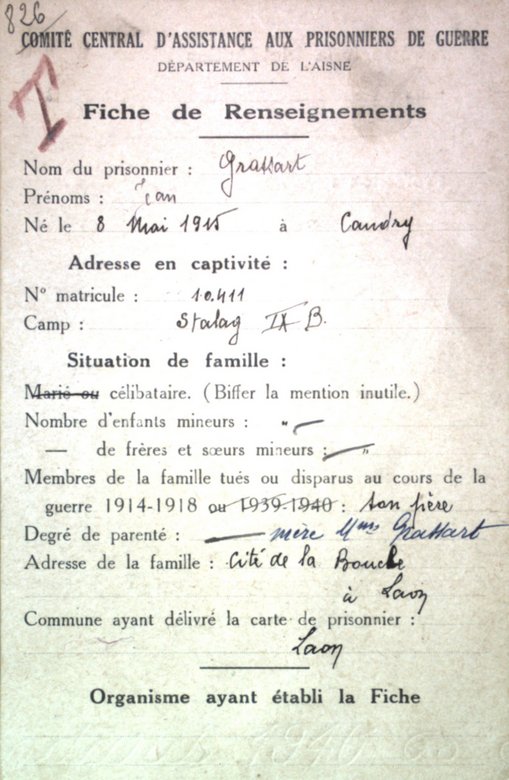 826
COMITÉ CENTRAL D'ASSISTANCE AUX PRISONNIERS DE GUERRE
DÉPARTEMENT DE L'AISNE
T
Fiche de Renseignements
Nom du prisonnier : Grassart
Prénoms : Jean
Né le 8 Mai 1915 à Caudry
Adresse en captivité :
N° matricule : 10.411
Camp : Stalag IX B.
Situation de famille :
Marié ou célibataire. (Biffer la mention inutile.)
Nombre d'enfants mineurs : "
— de frères et sœurs mineurs : "
Membres de la famille tués ou disparus au cours de la
guerre 1914-1918 ou 1939-1940 : son père
Degré de parenté : mère Mme Grassart
Adresse de la famille : Cité de la
à Laon
Commune ayant délivré la carte de prisonnier :
Laon
Organisme ayant établi la Fiche